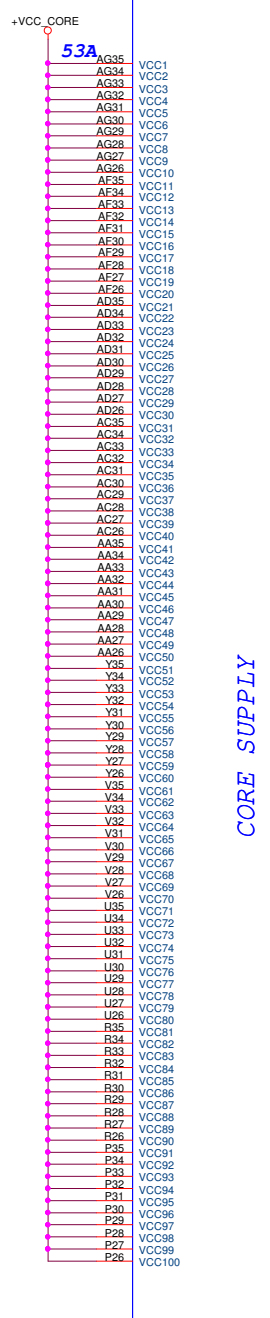 +VCC_CORE
53A
AG35 VCC1
AG34 VCC2
AG33 VCC3
AG32 VCC4
AG31 VCC5
AG30 VCC6
AG29 VCC7
AG28 VCC8
AG27 VCC9
AG26 VCC10
AF35 VCC11
AF34 VCC12
AF33 VCC13
AF32 VCC14
AF31 VCC15
AF30 VCC16
AF29 VCC17
AF28 VCC18
AF27 VCC19
AF26 VCC20
AD35 VCC21
AD34 VCC22
AD33 VCC23
AD32 VCC24
AD31 VCC25
AD30 VCC26
AD29 VCC27
AD28 VCC28
AD27 VCC29
AD26 VCC30
AC35 VCC31
AC34 VCC32
AC33 VCC33
AC32 VCC34
AC31 VCC35
AC30 VCC36
AC29 VCC37
AC28 VCC38
AC27 VCC39
AC26 VCC40
AA35 VCC41
AA34 VCC42
AA33 VCC43
AA32 VCC44
AA31 VCC45
AA30 VCC46
AA29 VCC47
AA28 VCC48
AA27 VCC49
AA26 VCC50
Y35 VCC51
Y34 VCC52
Y33 VCC53
Y32 VCC54
Y31 VCC55
Y30 VCC56
Y29 VCC57
Y28 VCC58
Y27 VCC59
Y26 VCC60
V35 VCC61
V34 VCC62
V33 VCC63
V32 VCC64
V31 VCC65
V30 VCC66
V29 VCC67
V28 VCC68
V27 VCC69
V26 VCC70
U35 VCC71
U34 VCC72
U33 VCC73
U32 VCC74
U31 VCC75
U30 VCC76
U29 VCC77
U28 VCC78
U27 VCC79
U26 VCC80
R35 VCC81
R34 VCC82
R33 VCC83
R32 VCC84
R31 VCC85
R30 VCC86
R29 VCC87
R28 VCC88
R27 VCC89
R26 VCC90
P35 VCC91
P34 VCC92
P33 VCC93
P32 VCC94
P31 VCC95
P30 VCC96
P29 VCC97
P28 VCC98
P27 VCC99
P26 VCC100
CORE SUPPLY